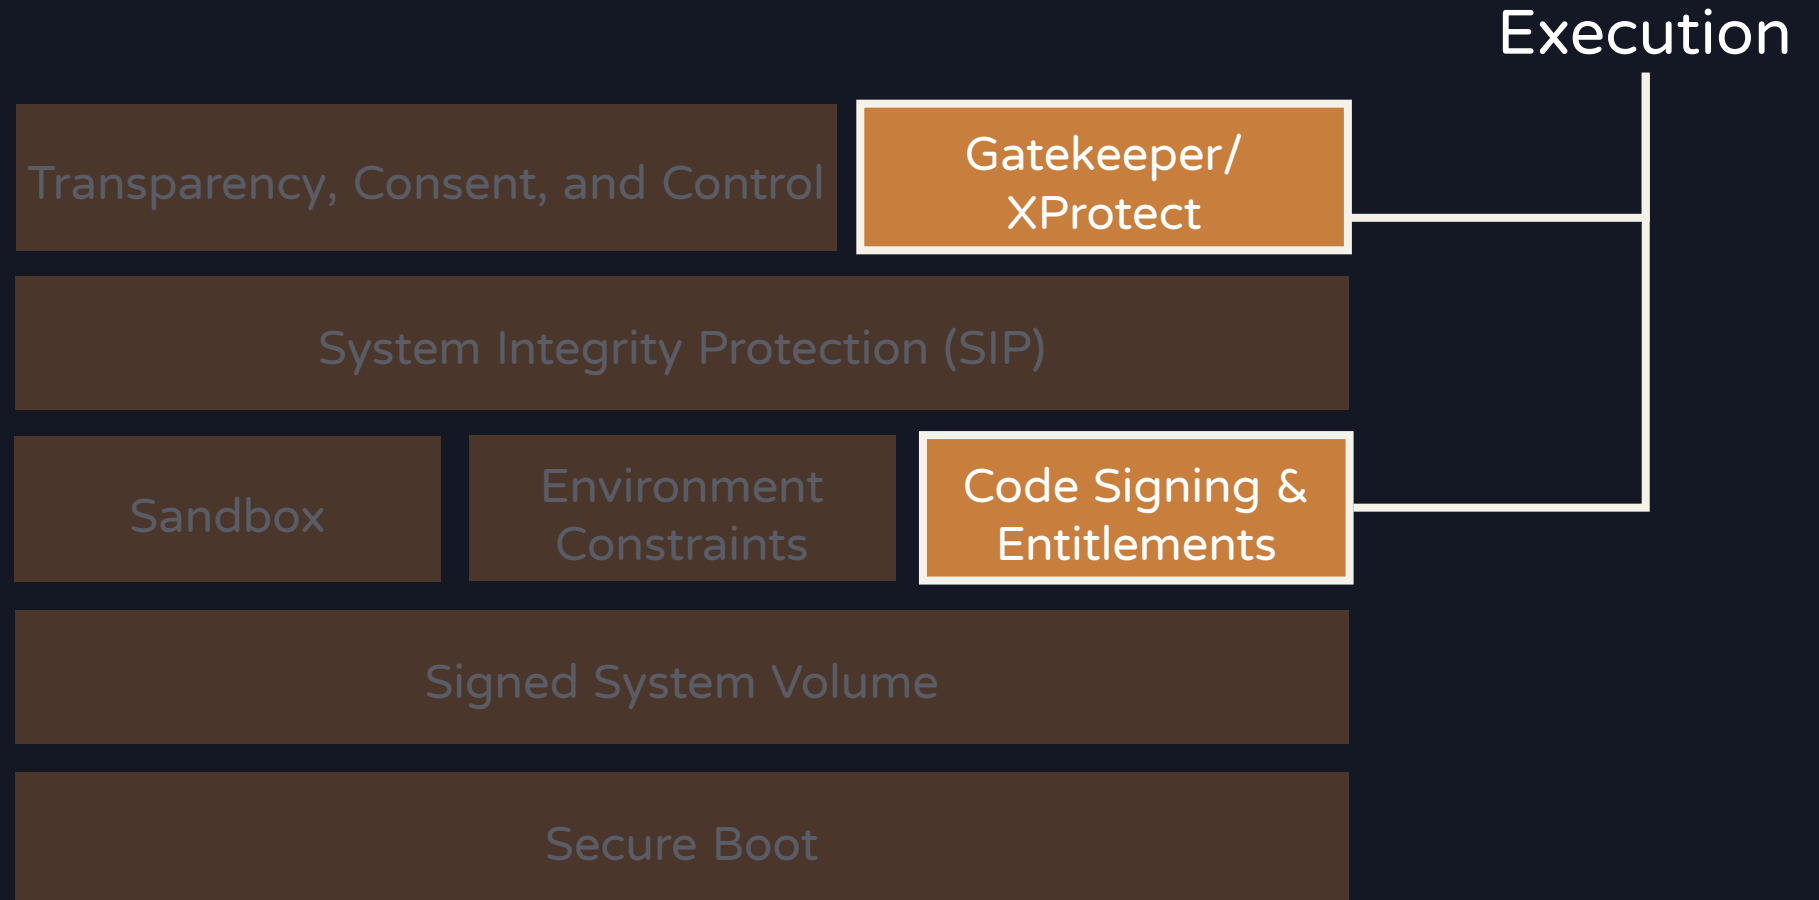 Execution
Transparency, Consent, and Control
Gatekeeper/
XProtect
System Integrity Protection (SIP)
Sandbox
Environment
Constraints
Code Signing &
Entitlements
Signed System Volume
Secure Boot